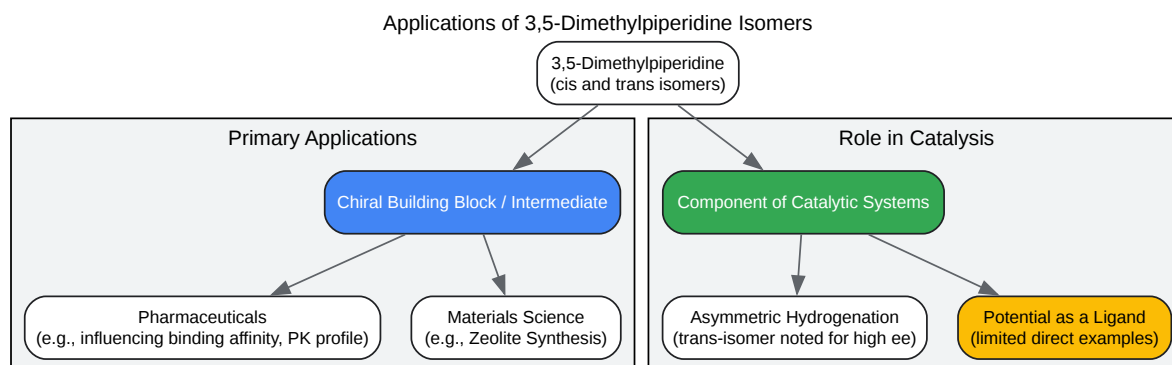 Applications of 3,5-Dimethylpiperidine Isomers
3,5-Dimethylpiperidine
(cis and trans isomers)
Primary Applications
Role in Catalysis
Chiral Building Block / Intermediate
Component of Catalytic Systems
Pharmaceuticals
(e.g., influencing binding affinity, PK profile)
Materials Science
(e.g., Zeolite Synthesis)
Asymmetric Hydrogenation
(trans-isomer noted for high ee)
Potential as a Ligand
(limited direct examples)